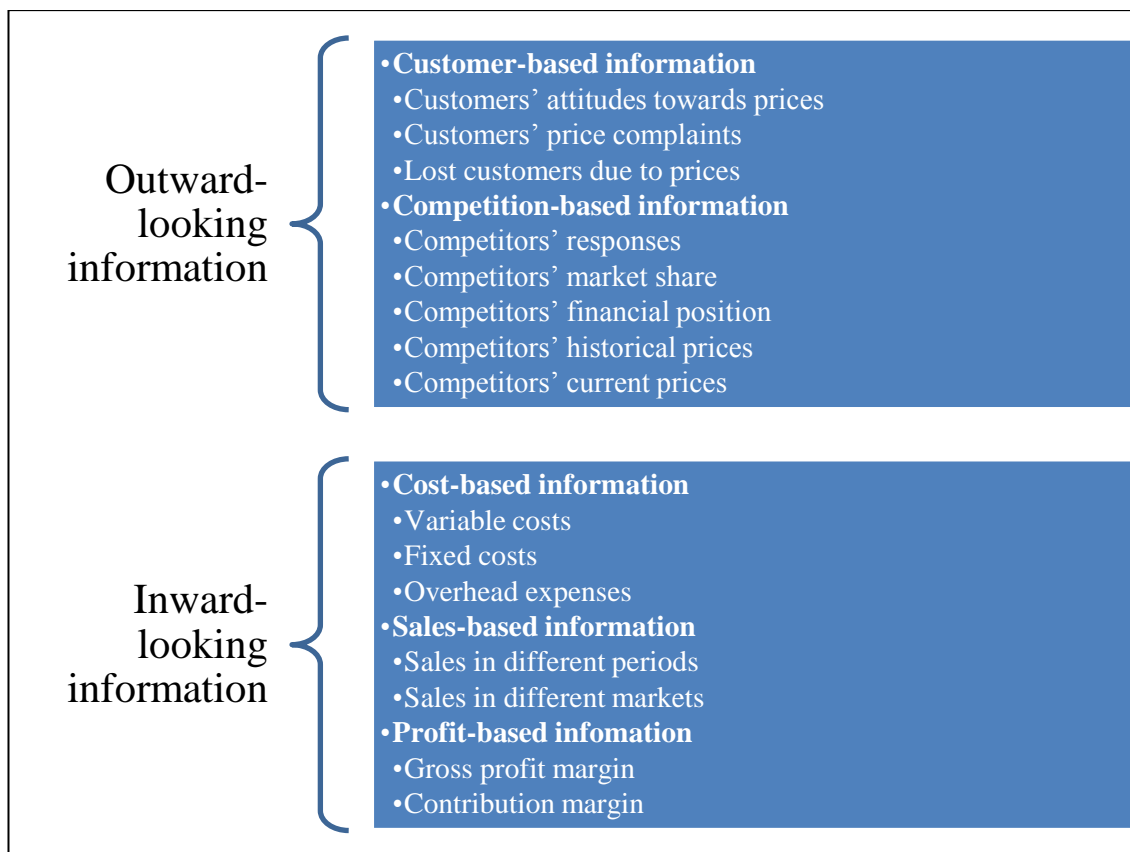 Outward-
looking
information
•Customer-based information
•Customers’ attitudes towards prices
•Customers’ price complaints
•Lost customers due to prices
•Competition-based information
•Competitors’ responses
•Competitors’ market share
•Competitors’ financial position
•Competitors’ historical prices
•Competitors’ current prices
Inward-
looking
information
•Cost-based information
•Variable costs
•Fixed costs
•Overhead expenses
•Sales-based information
•Sales in different periods
•Sales in different markets
•Profit-based infomation
•Gross profit margin
•Contribution margin